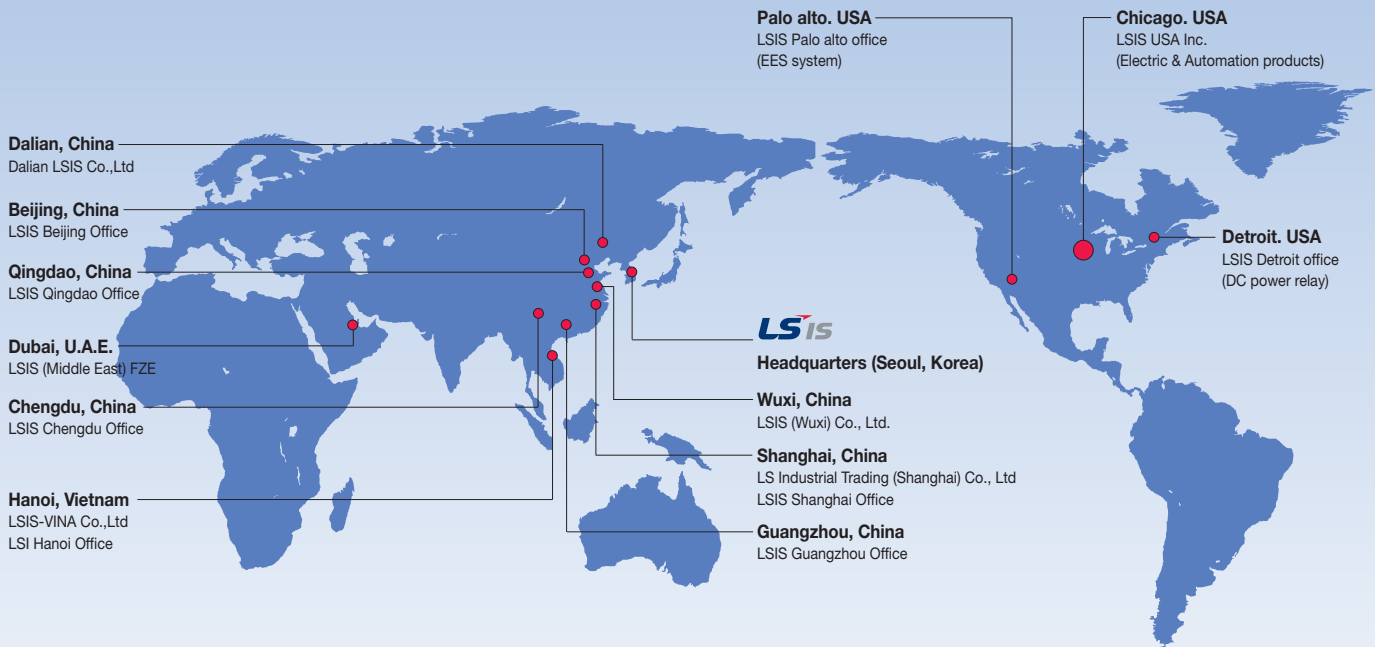 Palo alto. USA
LSIS Palo alto office
(EES system)
Chicago. USA
LSIS USA Inc.
(Electric & Automation products)
Dalian, China
Dalian LSIS Co.,Ltd
Beijing, China
LSIS Beijing Office
Qingdao, China
LSIS Qingdao Office
Dubai, U.A.E.
LSIS (Middle East) FZE
Chengdu, China
LSIS Chengdu Office
Hanoi, Vietnam
LSIS-VINA Co.,Ltd
LSI Hanoi Office
Detroit. USA
LSIS Detroit office
(DC power relay)
LSis
Headquarters (Seoul, Korea)
Wuxi, China
LSIS (Wuxi) Co., Ltd.
Shanghai, China
LS Industrial Trading (Shanghai) Co., Ltd
LSIS Shanghai Office
Guangzhou, China
LSIS Guangzhou Office